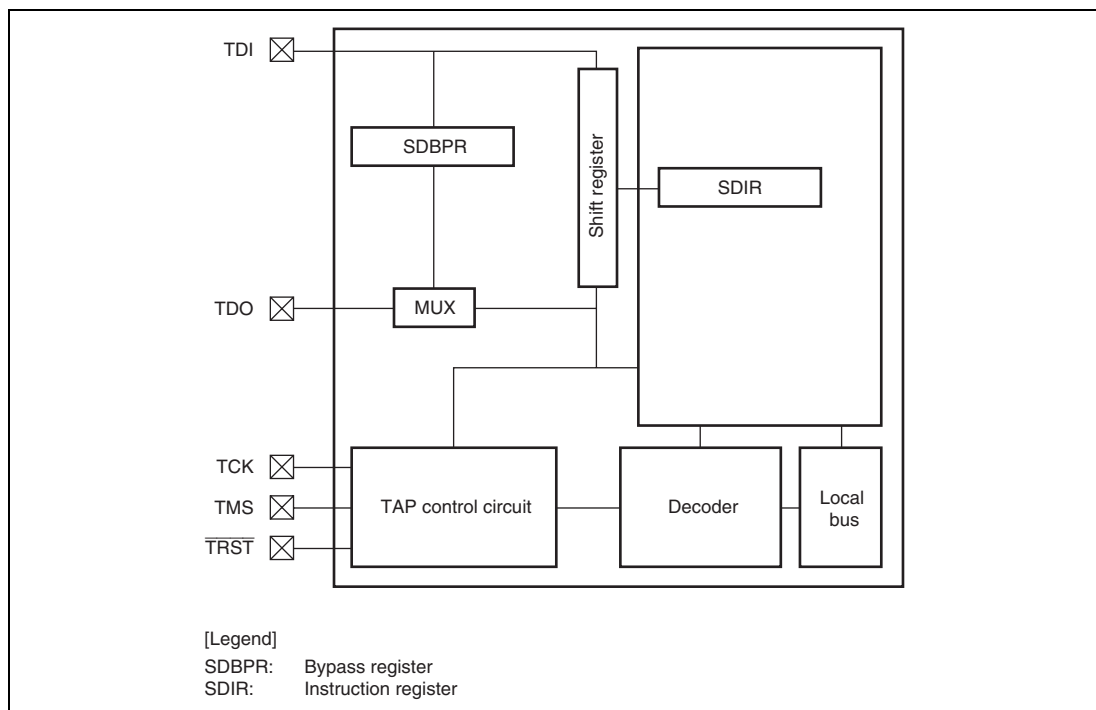 TDI
SDBPR
Shift register
SDIR
TDO
MUX
TCK
TMS
TRST
TAP control circuit
Decoder
Local
bus
[Legend]
SDBPR: Bypass register
SDIR: Instruction register